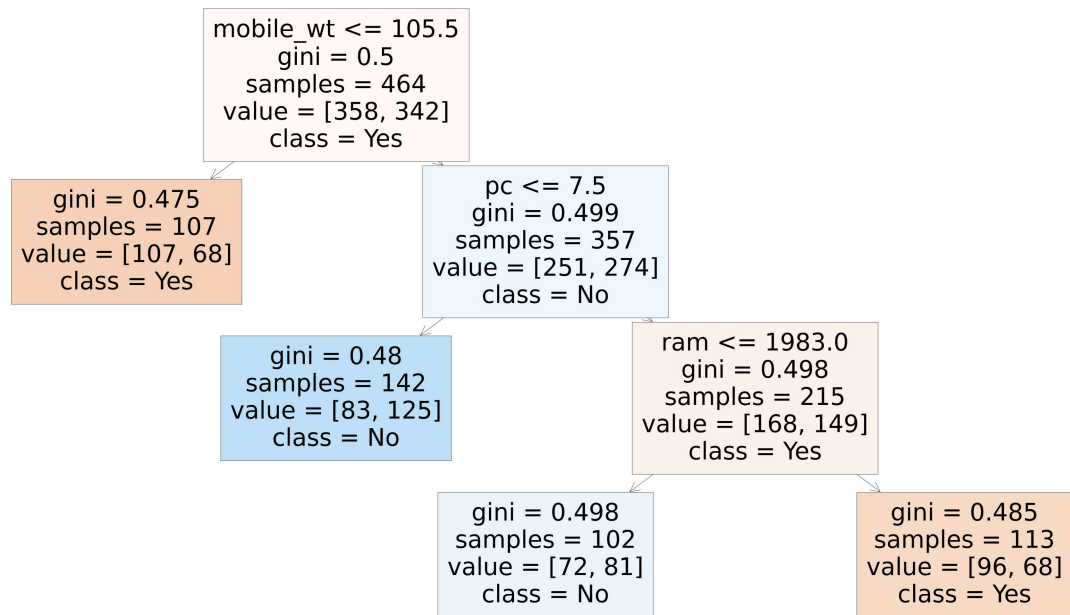 mobile_wt <= 105.5
gini = 0.5
samples = 464
value = [358, 342]
class = Yes
gini = 0.475
samples = 107
value = [107, 68]
class = Yes
pc <= 7.5
gini = 0.499
samples = 357
value = [251, 274]
class = No
gini = 0.48
samples = 142
value = [83, 125]
class = No
ram <= 1983.0
gini = 0.498
samples = 215
value = [168, 149]
class = Yes
gini = 0.498
samples = 102
value = [72, 81]
class = No
gini = 0.485
samples = 113
value = [96, 68]
class = Yes